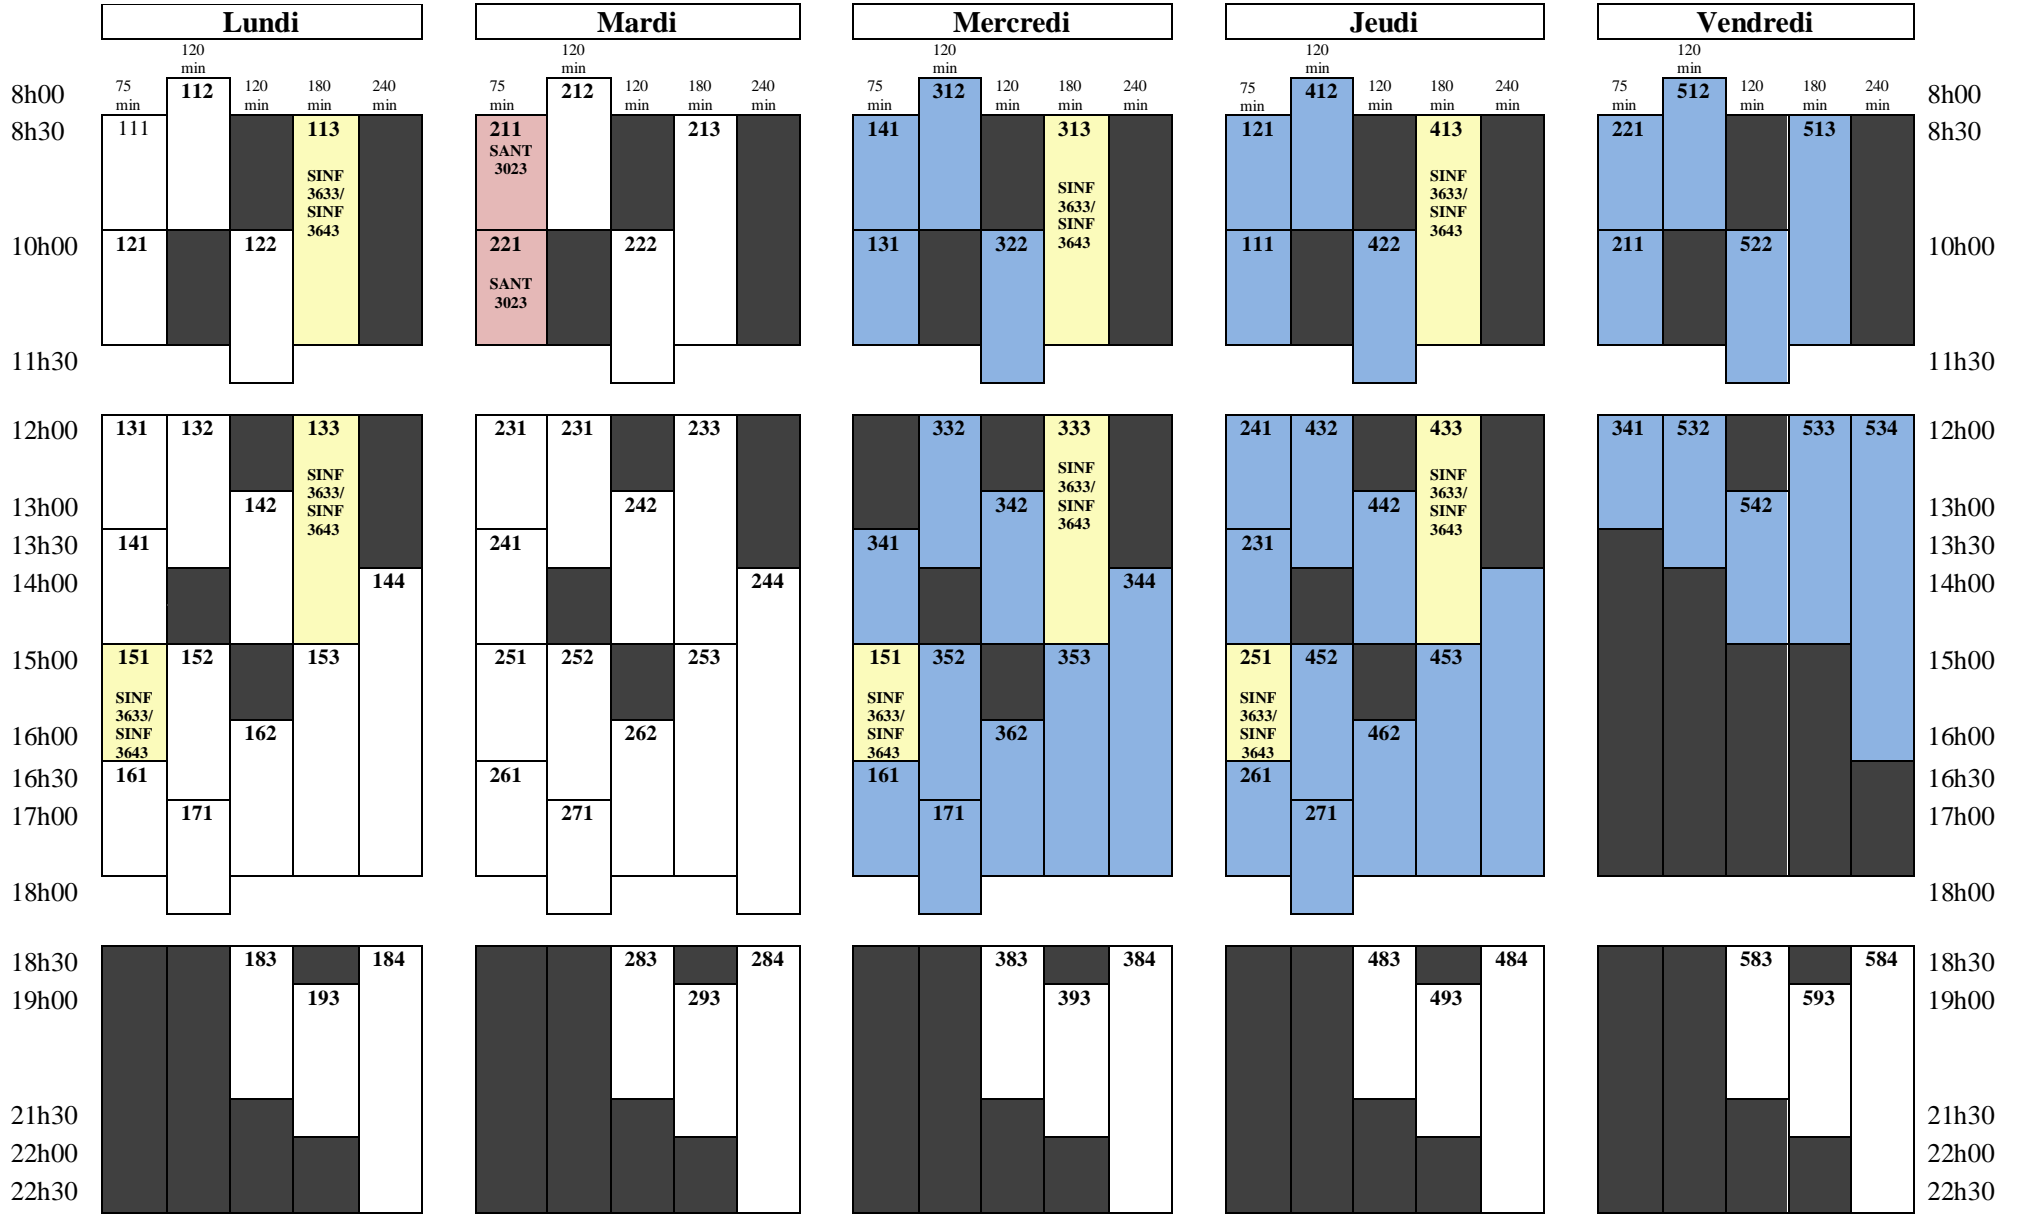 Lundi Mardi Mercredi Jeudi Vendredi
120 120 120 120 120
min min min min min
8h00 75 112 120 180 240 75 212 120 180 240 75 312 120 180 240 75 412 120 180 240 75 512 120 180 240 8h00
min min min min min min min min min min min min min min min min min min min min
8h30 111 113 211 213 141 313 121 413 221 513 8h30
SANT
3023
SINF SINF SINF
3633/ 3633/ 3633/
SINF SINF SINF
3643 3643 3643
10h00 121 122 221 222 131 322 111 422 211 522 10h00
SANT
3023
11h30 11h30
12h00 131 132 133 231 231 233 332 333 241 432 433 341 532 533 534 12h00
SINF SINF SINF
3633/ 3633/ 3633/
SINF SINF SINF
3643 3643 3643
13h00 142 242 342 442 542 13h00
13h30 141 241 341 231 13h30
14h00 144 244 344 14h00
15h00 151 152 153 251 252 253 151 352 353 251 452 453 15h00
SINF SINF SINF
3633/ 3633/ 3633/
SINF SINF SINF
3643 3643 3643
16h00 162 262 362 462 16h00
16h30 161 261 161 261 16h30
17h00 171 271 171 271 17h00
18h00 18h00
18h30 183 184 283 284 383 384 483 484 583 584 18h30
19h00 193 293 393 493 593 19h00
21h30 21h30
22h00 22h00
22h30 22h30